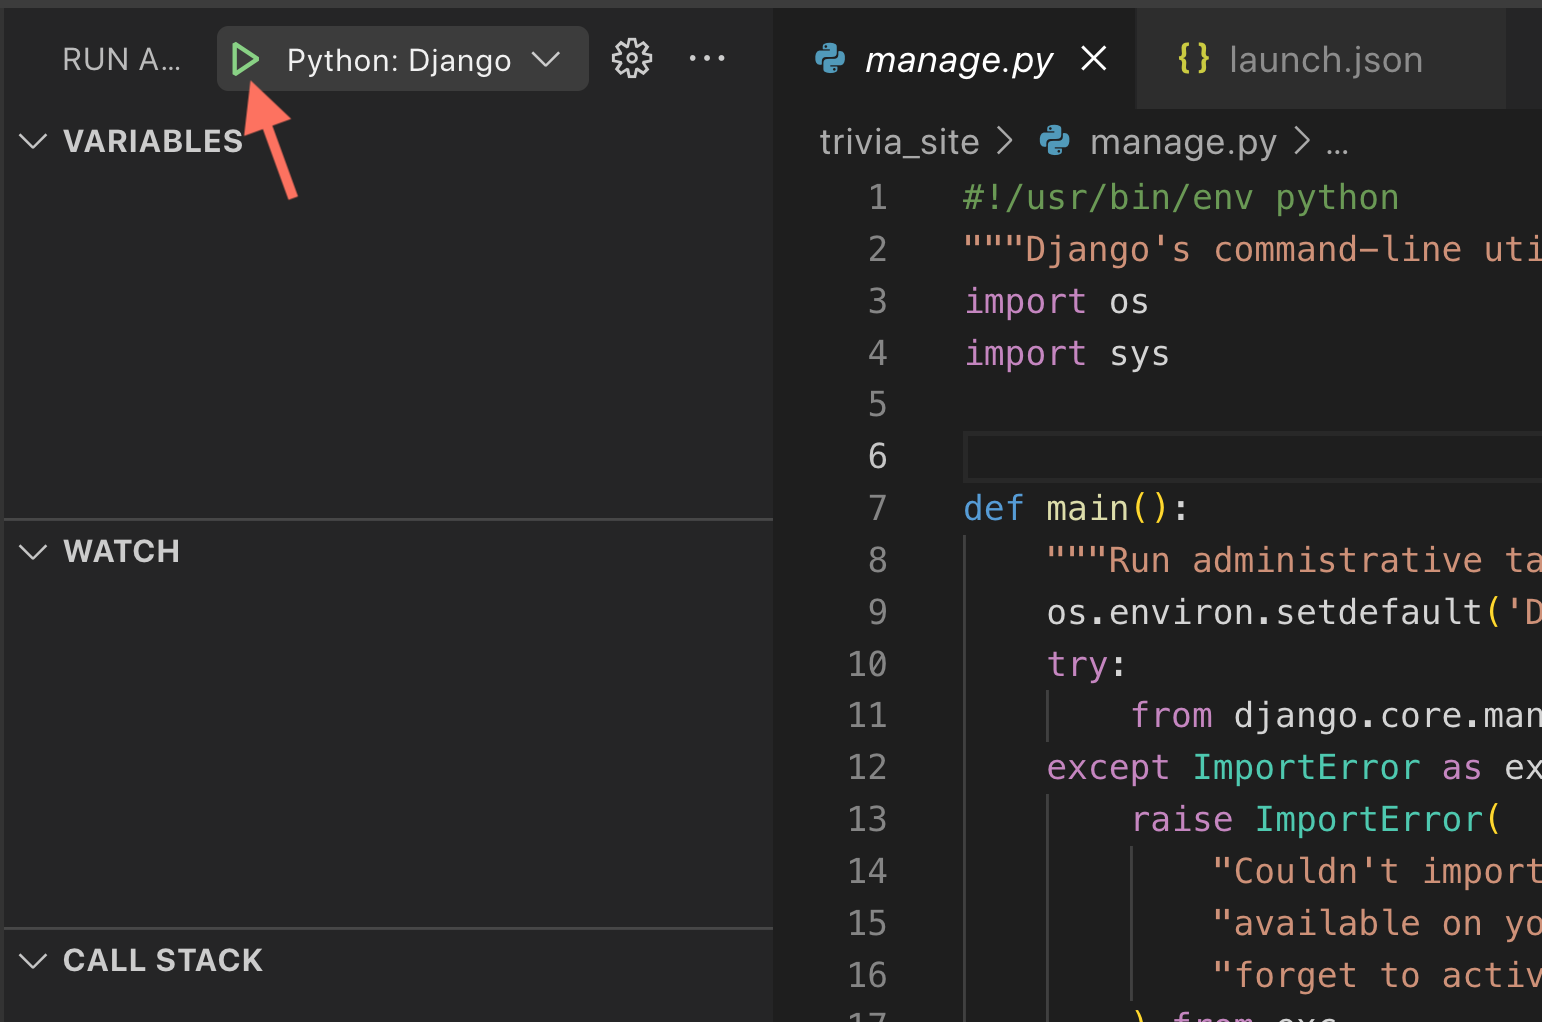 RUN A...
Python: Django
VARIABLES
WATCH
CALL STACK
manage.py
launch.json
trivia_site > manage.py > ...
1 #!/usr/bin/env python
2 """Django's command-line uti
3 import os
4 import sys
5
6
7 def main():
8 """Run administrative ta
9 os.environ.setdefault('D
10 try:
11 from django.core.man
12 except ImportError as ex
13 raise ImportError(
14 "Couldn't import
15 "available on yo
16 "forget to activ
17 ) from exc